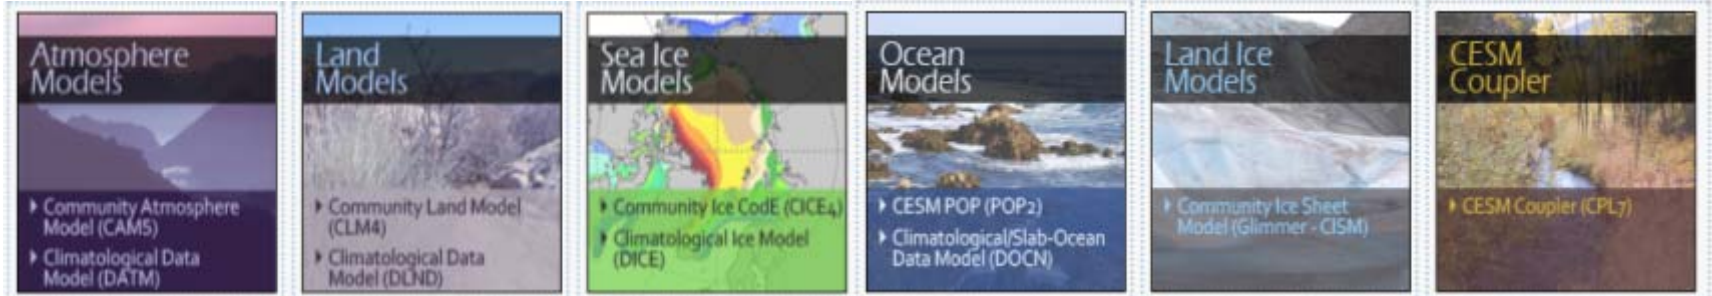 Atmosphere
Models
Community Atmosphere
Model (CAM5)
Climatological Data
Model (DATM)
Land
Models
Community Land Model
(CLM4)
Climatological Data
Model (DLND)
Sea Ice
Models
Community Ice CodE (CICE4)
Climatological Ice Model
(DICE)
Ocean
Models
CESM POP (POP2)
Climatological/Slab-Ocean
Data Model (DOCN)
Land Ice
Models
Community Ice Sheet
Model (Glimmer - CISM)
CESM
Coupler
CESM Coupler (CPL7)